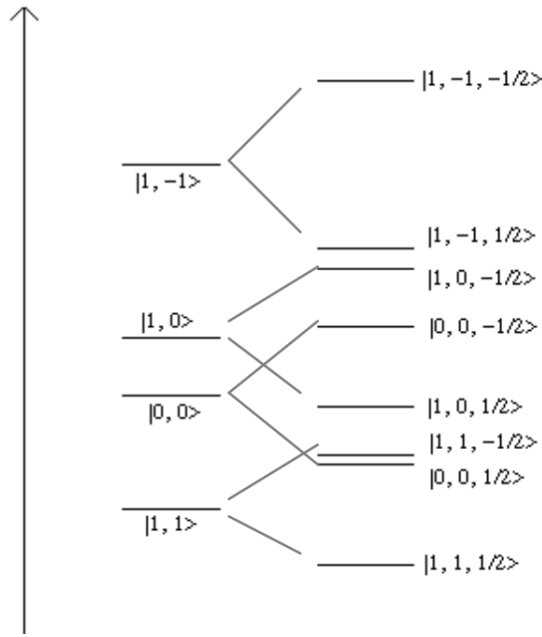 |1, −1, −1/2>
|1, −1>
|1, −1, 1/2>
|1, 0, −1/2>
|1, 0>
|0, 0, −1/2>
|0, 0>
|1, 0, 1/2>
|1, 1, −1/2>
|0, 0, 1/2>
|1, 1>
|1, 1, 1/2>